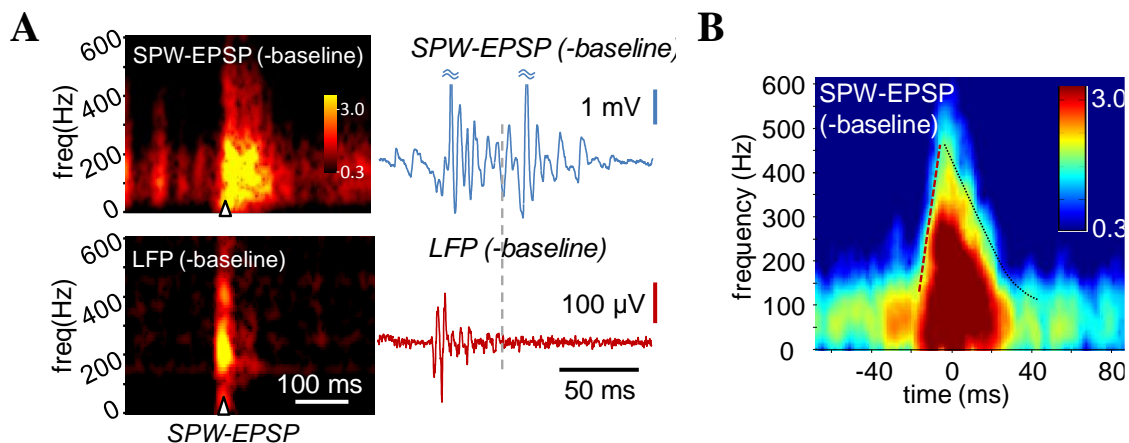 A
600
400
200
0
freq(Hz)
SPW-EPSP (-baseline)
3.0
-0.3
SPW-EPSP (-baseline)
1 mV
600
400
200
0
freq(Hz)
LFP (-baseline)
100 ms
SPW-EPSP
LFP (-baseline)
100 µV
50 ms
B
600
500
400
300
200
100
0
frequency (Hz)
SPW-EPSP
(-baseline)
3.0
0.3
-40
0
40
80
time (ms)